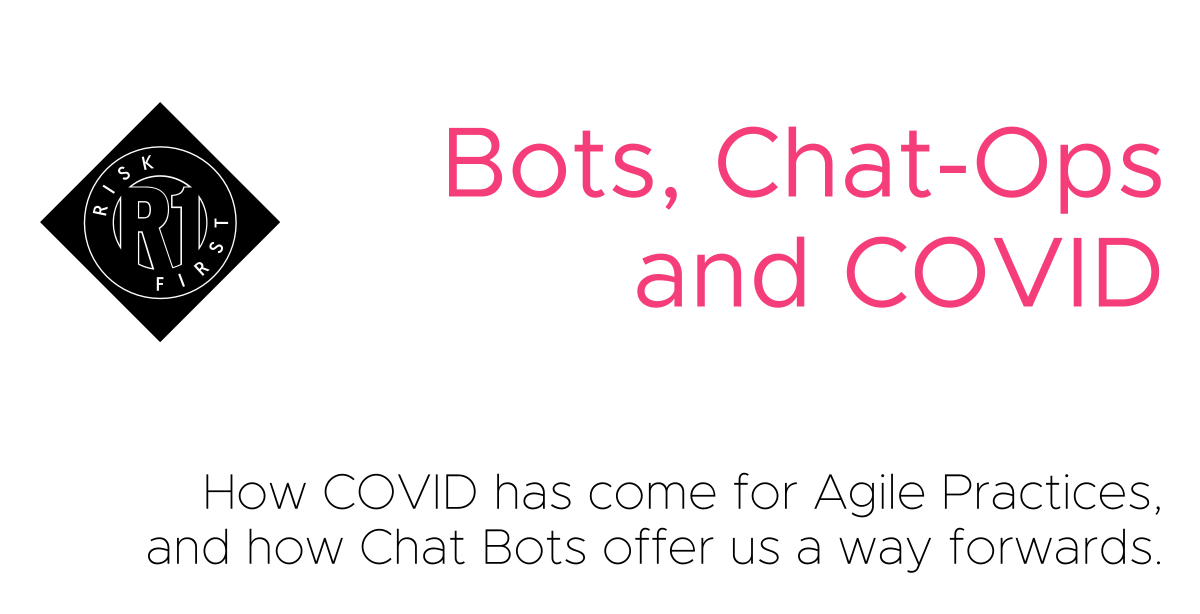 RISK
R1
FIRST
Bots, Chat-Ops
and COVID
How COVID has come for Agile Practices,
and how Chat Bots offer us a way forwards.